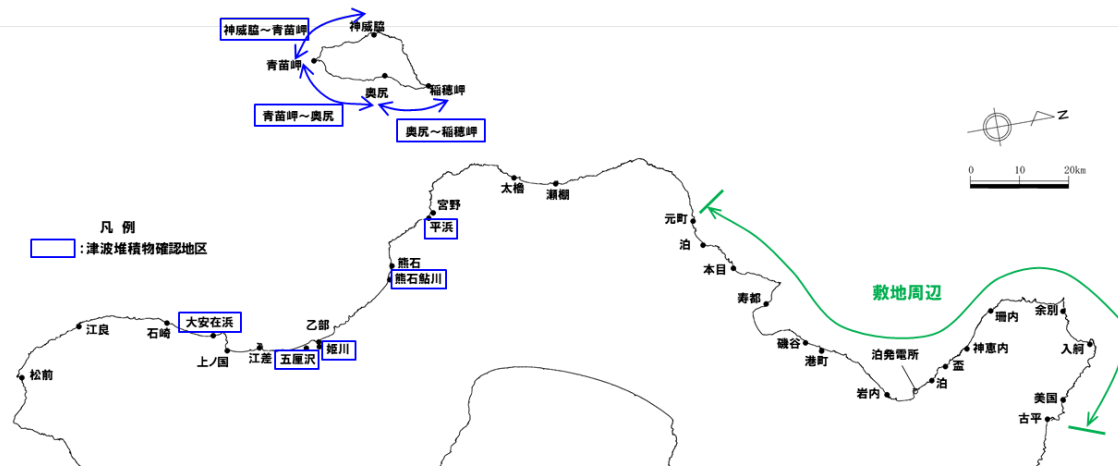 神威脇～青苗岬
神威脇
青苗岬
奥尻
稲穂岬
青苗岬～奥尻
奥尻～稲穂岬
N
0 10 20km
凡 例
：津波堆積物確認地区
太櫓
瀬棚
宮野
平浜
熊石
熊石鮎川
乙部
姫川
五厘沢
江差
上ノ国
大安在浜
石崎
江良
松前
元町
泊
本目
寿都
磯谷
港町
岩内
泊発電所
泊
盃
神恵内
珊内
余別
入舸
美国
古平
敷地周辺